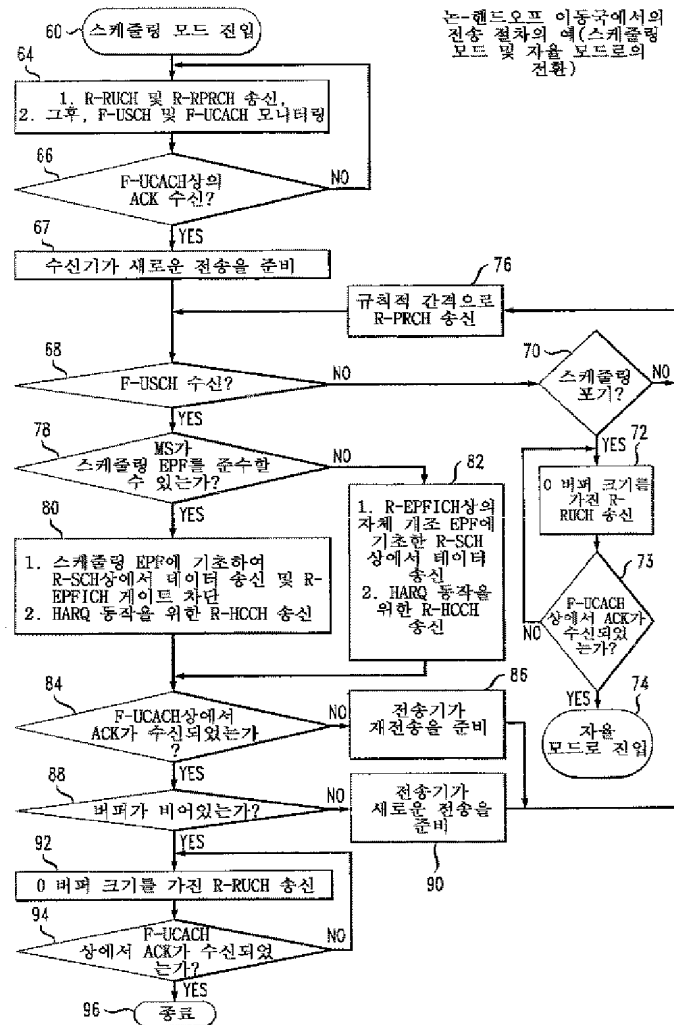 논-핸드오프 이동국에서의
전송 절차의 예(스케줄링
모드 및 자율 모드로의
전환)
60
스케줄링 모드 진입
64
1. R-RUCH 및 R-RPRCH 송신,
2. 그후, F-USCH 및 F-UCACH 모니터링
66
F-UCACH상의
ACK 수신?
NO
YES
67
수신기가 새로운 전송을 준비
76
규칙적 간격으로
R-PRCH 송신
68
F-USCH 수신?
NO
YES
70
스케줄링
포기?
NO
YES
72
0 버퍼 크기를
가진 R-
RUCH 송신
73
F-UCACH
상에서 ACK가
수신되었
는가?
NO
YES
74
자율
모드로 진입
78
MS가
스케줄링 EPF를 준수할
수 있는가?
NO
YES
80
1. 스케줄링 EPF에 기초하여
R-SCH상에서 데이터 송신 및 R-
EPFICH 게이트 차단
2. HARQ 동작을 위한 R-HCCH 송신
82
1. R-EPFICH상의
자체 개조 EPF에
기초한 R-SCH
상에서 데이터
송신
2. HARQ 동작을
위한 R-HCCH
송신
84
F-UCACH상에서
ACK가 수신되었는가
?
NO
YES
86
전송기가
재전송을 준비
88
버퍼가 비어있는가?
NO
YES
전송기가
새로운 전송을
준비
90
92
0 버퍼 크기를 가진 R-RUCH 송신
94
F-UCACH
상에서 ACK가 수신되었
는가?
NO
YES
96
종료